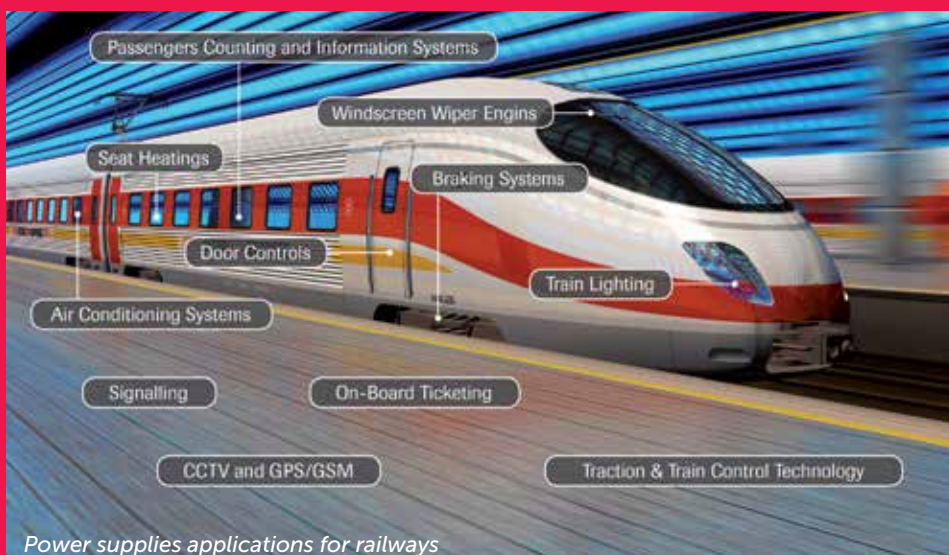 Passengers Counting and Information Systems
Windscreen Wiper Engins
Seat Heatings
Braking Systems
Door Controls
Train Lighting
Air Conditioning Systems
Signalling
On-Board Ticketing
CCTV and GPS/GSM
Traction & Train Control Technology
Power supplies applications for railways